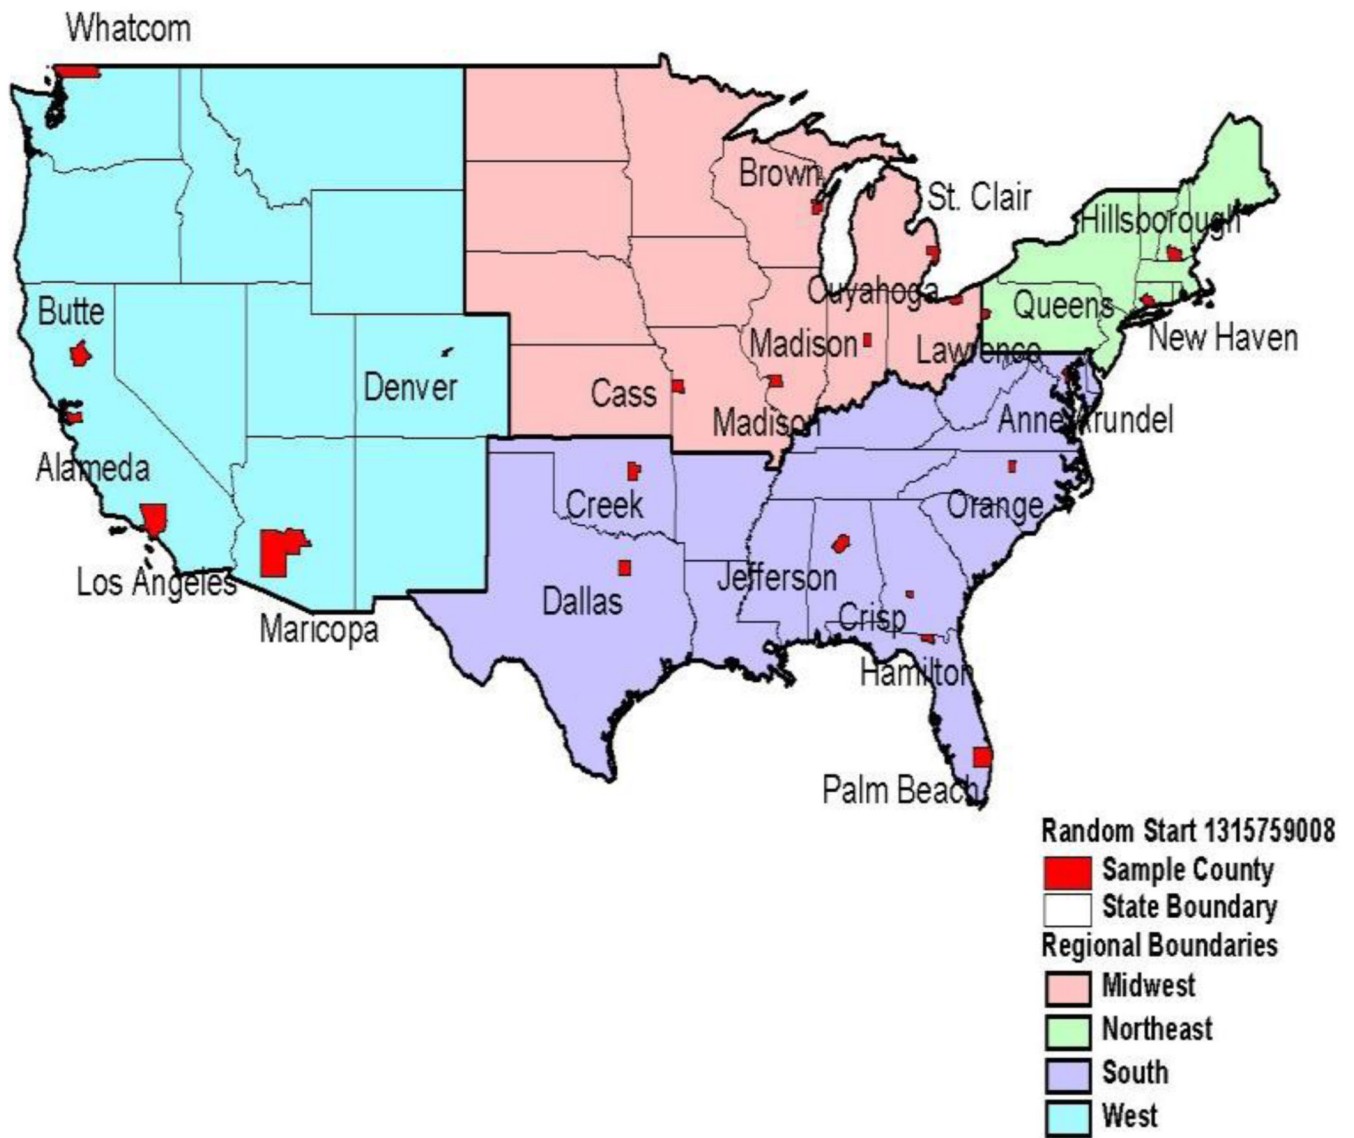 Whatcom
Brown
St. Clair
Hillsborough
Butte
Cuyahoga
Queens
Madison
Lawrence
New Haven
Denver
Cass
Madison
Anne Arundel
Alameda
Creek
Orange
Los Angeles
Dallas
Jefferson
Crisp
Maricopa
Hamilton
Palm Beach
Random Start 1315759008
Sample County
State Boundary
Regional Boundaries
Midwest
Northeast
South
West